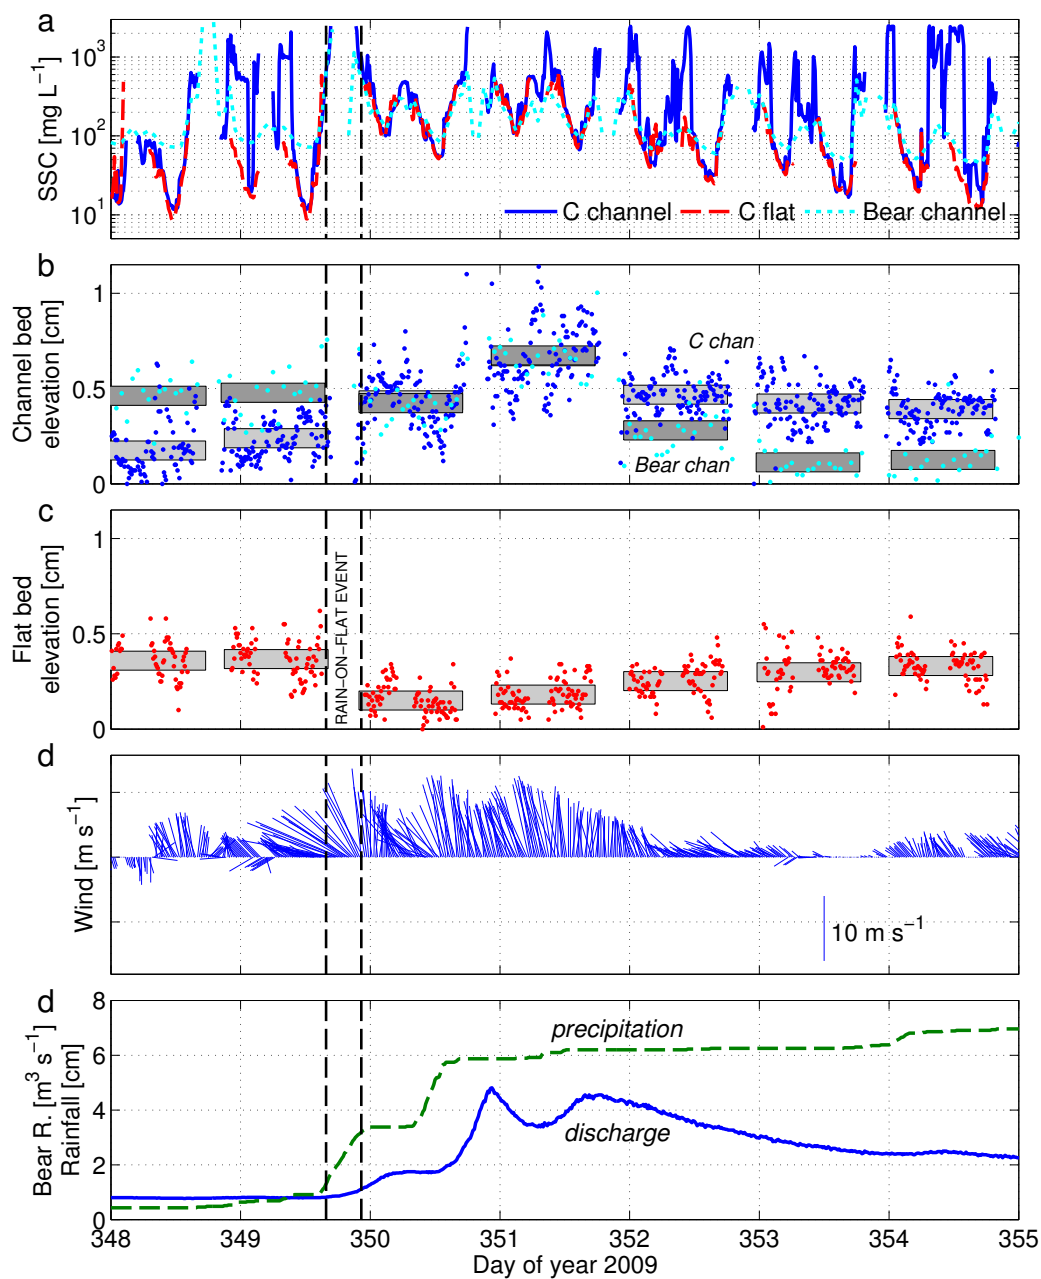 a
SSC [mg L⁻¹]
10³
10²
10¹
C channel
C flat
Bear channel
b
Channel bed
elevation [cm]
1
0.5
0
C chan
Bear chan
c
Flat bed
elevation [cm]
1
0.5
0
RAIN−ON−FLAT EVENT
d
Wind [m s⁻¹]
10 m s⁻¹
d
Bear R. [m³ s⁻¹]
Rainfall [cm]
8
6
4
2
0
precipitation
discharge
348 349 350 351 352 353 354 355
Day of year 2009